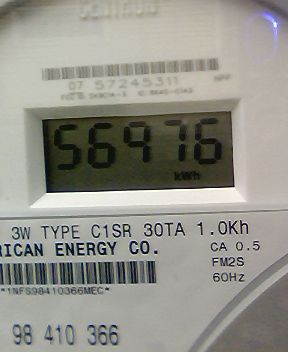 CENTRON
07 57245311
56976
kWh
3W TYPE C1SR 30TA 1.0Kh
RICAN ENERGY CO. CA 0.5
FM2S
60Hz
*1NFS98410366MEC*
98 410 366